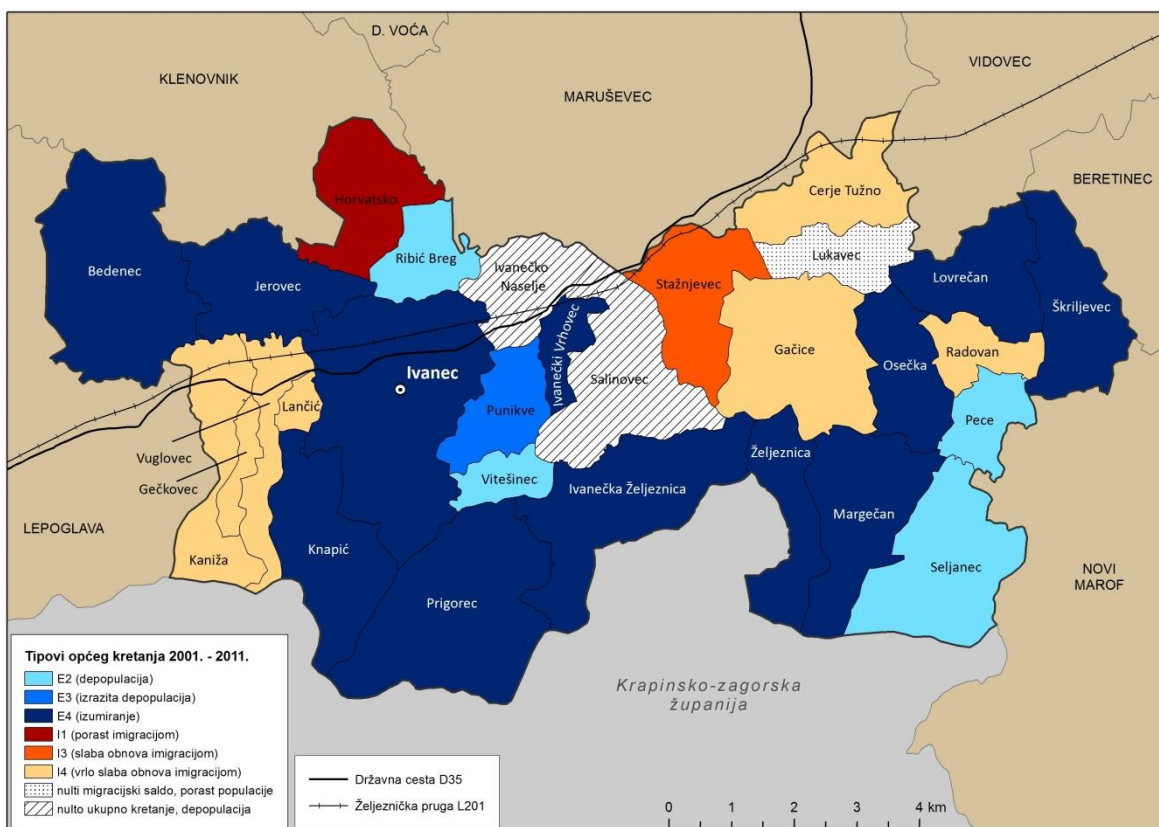 D. VOĆA
KLENOVNIK
MARUŠEVEC
VIDOVEC
BERETINEC
Horvatsko
Cerje Tužno
Bedenec
Jerovec
Ribić Breg
Ivanečko
Naselje
Lukavec
Stažnjevec
Lovrečan
Škriljevec
Ivanečki Vrhovec
Gačice
Radovan
Osečka
Ivanec
Salinovec
Lančić
Punikve
Pece
Vuglovec
Gečkovec
Vitešinec
Ivanečka Željeznica
Željeznica
Margečan
LEPOGLAVA
Kaniža
Knapić
Prigorec
Seljanec
NOVI
MAROF
Krapinsko-zagorska
županija
Tipovi općeg kretanja 2001. - 2011.
E2 (depopulacija)
E3 (izrazita depopulacija)
E4 (izumiranje)
I1 (porast imigracijom)
I3 (slaba obnova imigracijom)
I4 (vrlo slaba obnova imigracijom)
nulti migracijski saldo, porast populacije
nulto ukupno kretanje, depopulacija
Državna cesta D35
Željeznička pruga L201
0 1 2 3 4 km